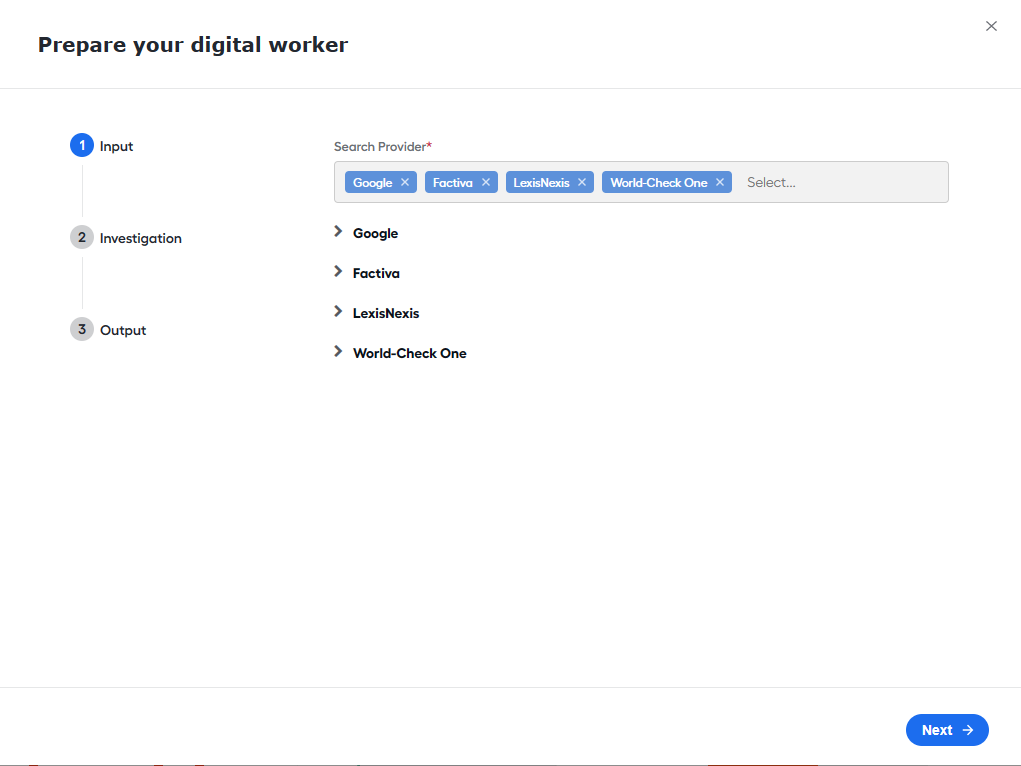 Prepare your digital worker
1 Input
2 Investigation
3 Output
Search Provider*
Google Factiva LexisNexis World-Check One Select...
Google
Factiva
LexisNexis
World-Check One
Next